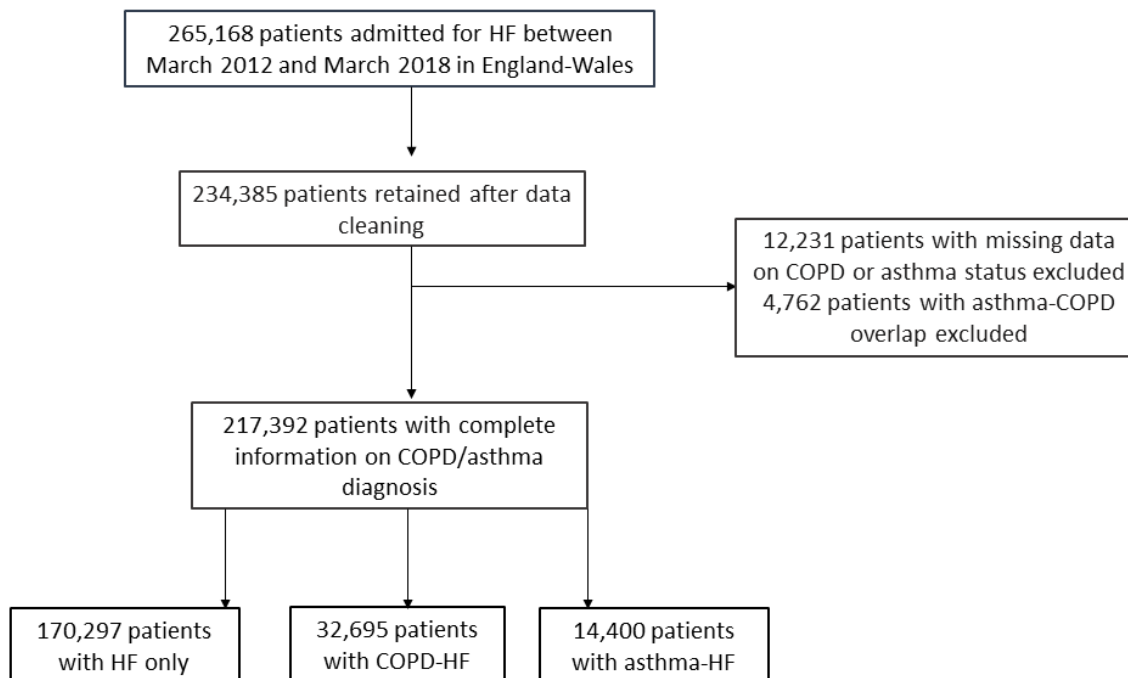 265,168 patients admitted for HF between
March 2012 and March 2018 in England-Wales
234,385 patients retained after data
cleaning
12,231 patients with missing data
on COPD or asthma status excluded
4,762 patients with asthma-COPD
overlap excluded
217,392 patients with complete
information on COPD/asthma
diagnosis
170,297 patients
with HF only
32,695 patients
with COPD-HF
14,400 patients
with asthma-HF